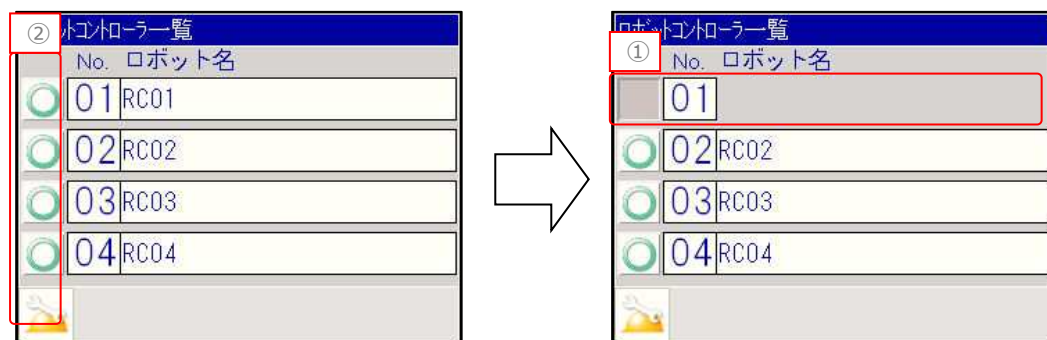 ②
ットコントローラー一覧
No. ロボット名
01 RC01
02 RC02
03 RC03
04 RC04
ロボットコントローラー一覧
①
No. ロボット名
01
02 RC02
03 RC03
04 RC04